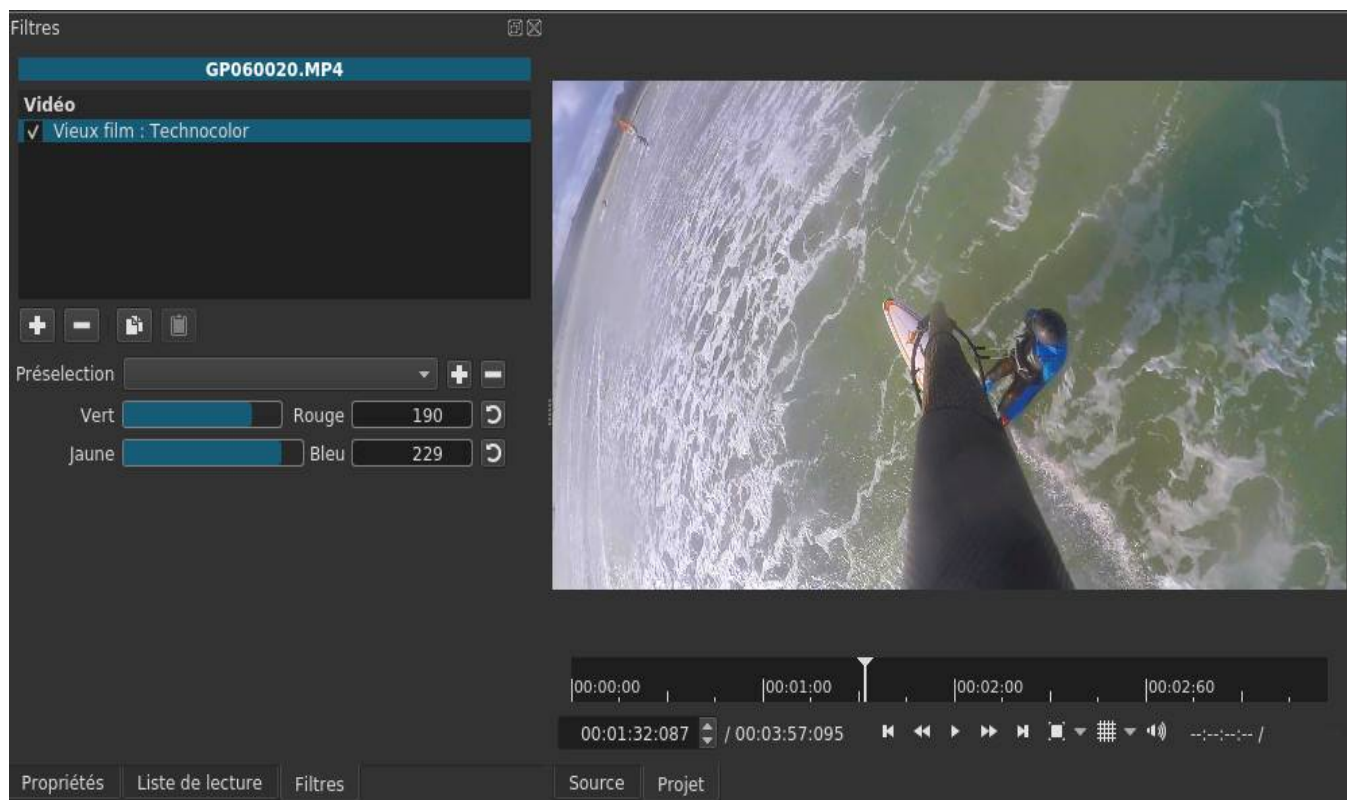 Filtres
GP060020.MP4
Vidéo
Vieux film : Technocolor
Préselection
Vert Rouge 190
Jaune Bleu 229
00:00:00 00:01:00 00:02:00 00:02:60
00:01:32:087 / 00:03:57:095 --:--:--:-- /
Propriétés Liste de lecture Filtres Source Projet